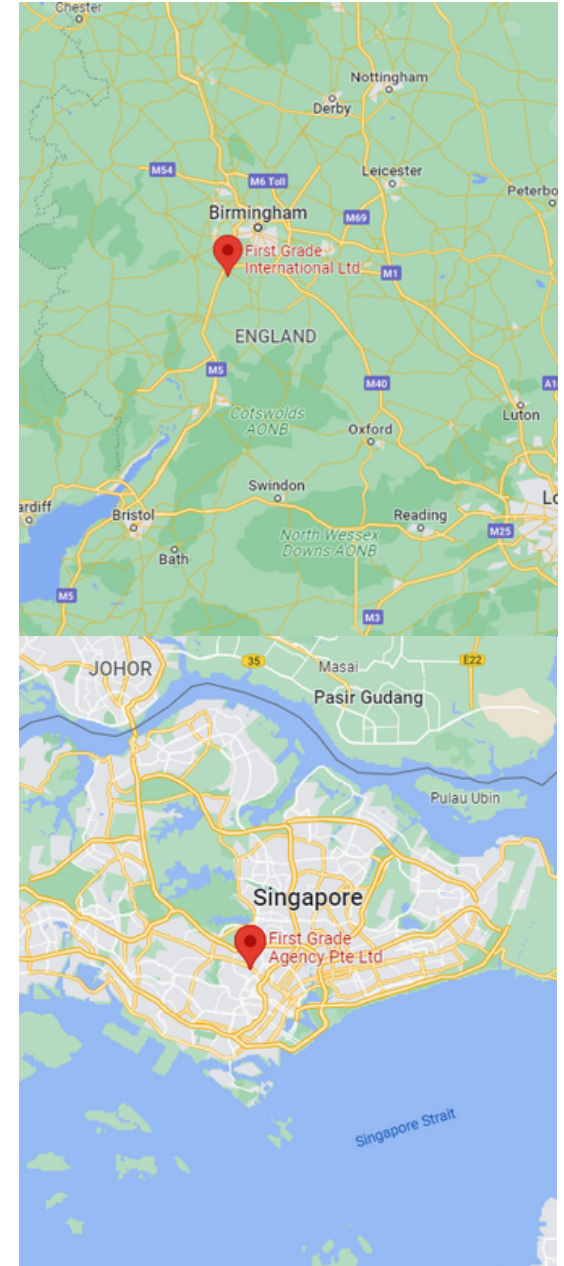 Chester
Nottingham
Derby
M54
Leicester
M6 Toll
Peterbo
Birmingham
M69
First Grade
International Ltd
M1
ENGLAND
M5
M40
A1
Cotswolds
AONB
Luton
Oxford
Swindon
Lo
ardiff
Bristol
Reading
M25
North Wessex
Downs AONB
Bath
M5
M3
JOHOR
35
Masai
E22
Pasir Gudang
Pulau Ubin
Singapore
First Grade
Agency Pte Ltd
Singapore Strait